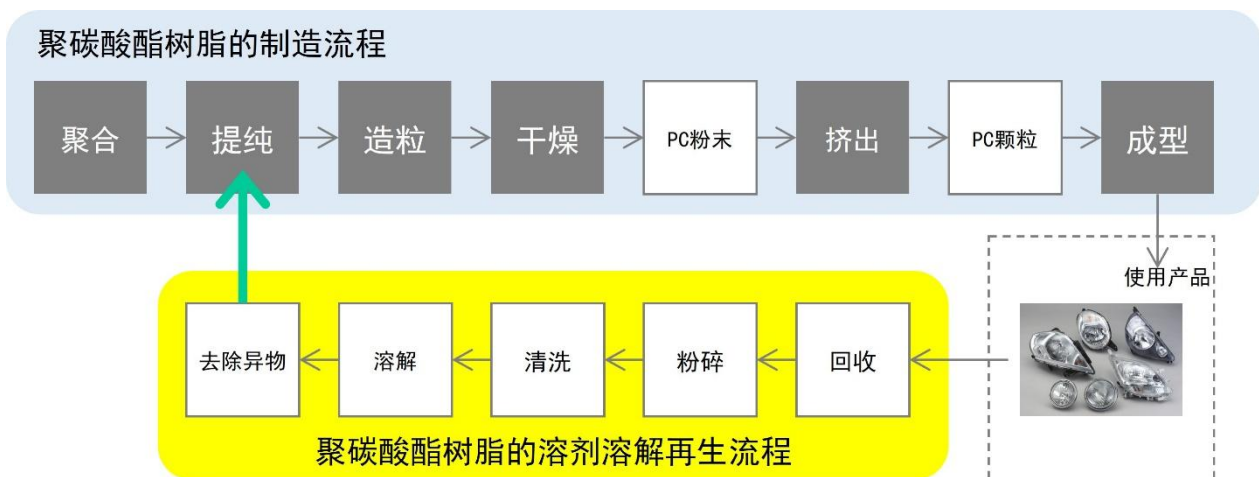 聚碳酸酯树脂的制造流程
聚合
提纯
造粒
干燥
PC粉末
挤出
PC颗粒
成型
使用产品
去除异物
溶解
清洗
粉碎
回收
聚碳酸酯树脂的溶剂溶解再生流程